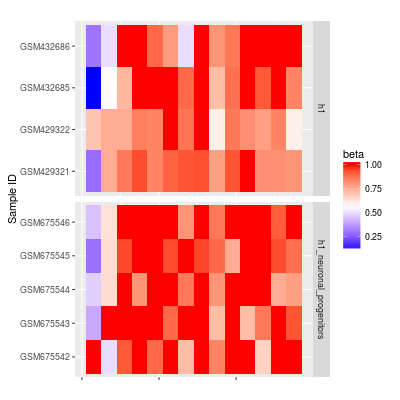 GSM432686
GSM432685
GSM429322
GSM429321
h1
GSM675546
GSM675545
GSM675544
GSM675543
GSM675542
h1_neuronal_progenitors
Sample ID
beta
1.00
0.75
0.50
0.25